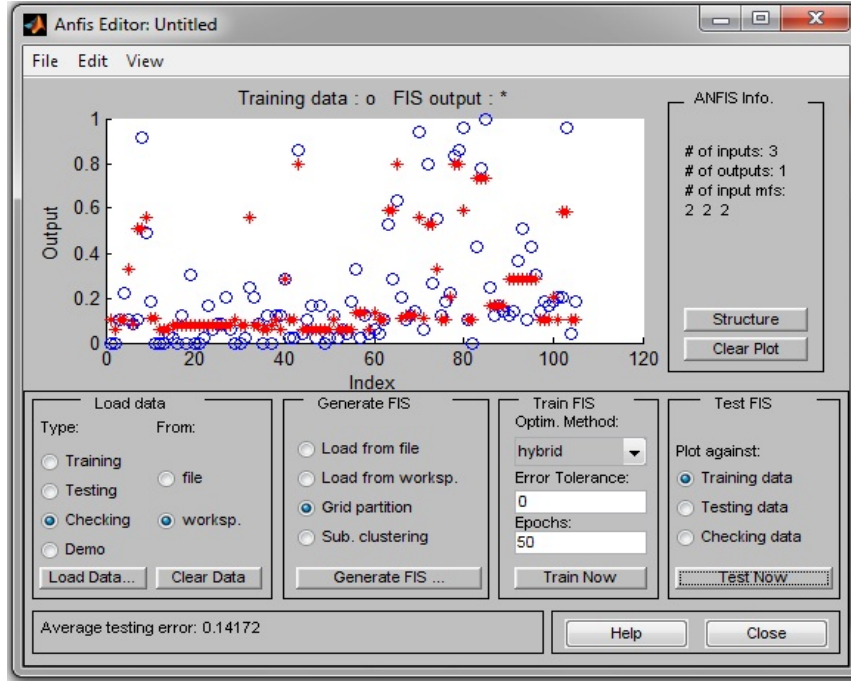 Anfis Editor: Untitled
File Edit View
Training data : o FIS output : *
ANFIS Info.
1
0.8
0.6
0.4
0.2
0
Output
0 20 40 60 80 100 120
Index
# of inputs: 3
# of outputs: 1
# of input mfs:
2 2 2
Structure
Clear Plot
Load data
Type: From:
Training
Testing
Checking
Demo
file
worksp.
Load Data... Clear Data
Generate FIS
Load from file
Load from worksp.
Grid partition
Sub. clustering
Generate FIS ...
Train FIS
Optim. Method:
hybrid
Error Tolerance:
0
Epochs:
50
Train Now
Test FIS
Plot against:
Training data
Testing data
Checking data
Test Now
Average testing error: 0.14172
Help Close